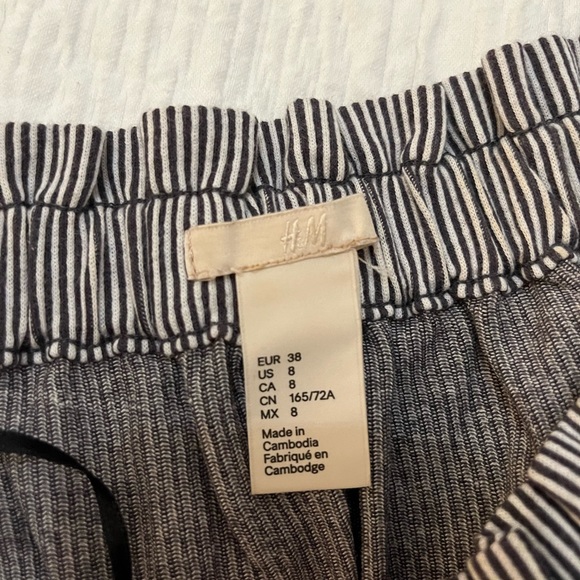 H&M
EUR 38
US 8
CA 8
CN 165/72A
MX 8
Made in
Cambodia
Fabriqué en
Cambodge